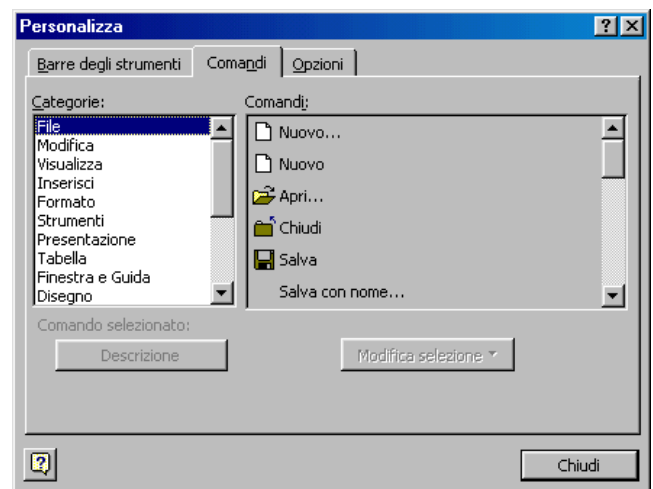 Personalizza
Barre degli strumenti
Comandi
Opzioni
Categorie:
File
Modifica
Visualizza
Inserisci
Formato
Strumenti
Presentazione
Tabella
Finestra e Guida
Disegno
Comandi:
Nuovo...
Nuovo
Apri...
Chiudi
Salva
Salva con nome...
Comando selezionato:
Descrizione
Modifica selezione
Chiudi